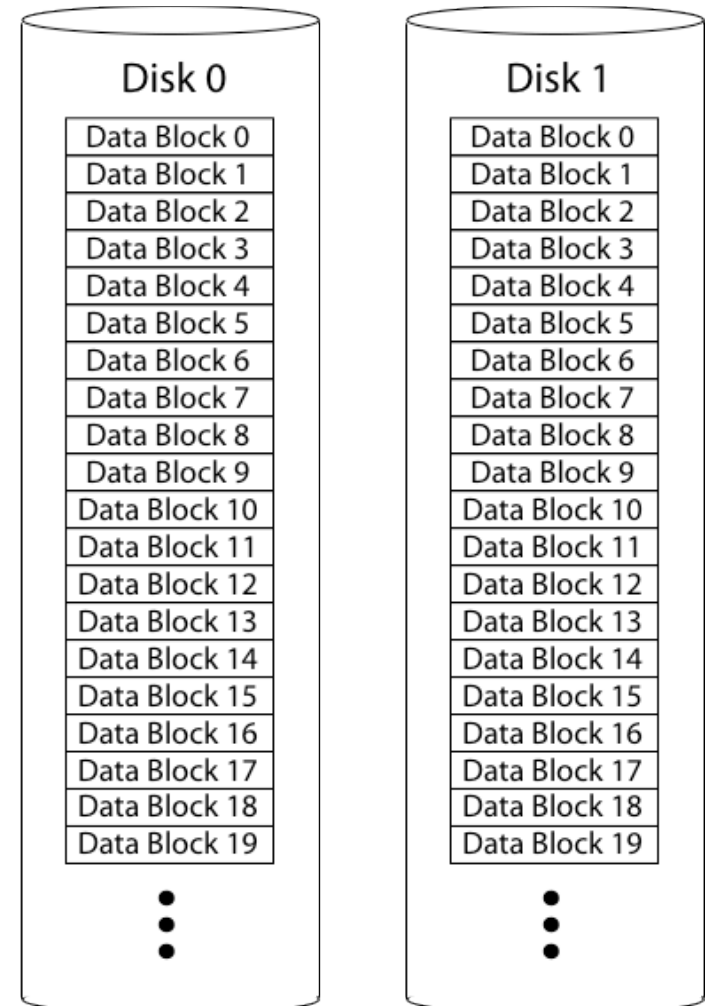 Disk 0
Data Block 0
Data Block 1
Data Block 2
Data Block 3
Data Block 4
Data Block 5
Data Block 6
Data Block 7
Data Block 8
Data Block 9
Data Block 10
Data Block 11
Data Block 12
Data Block 13
Data Block 14
Data Block 15
Data Block 16
Data Block 17
Data Block 18
Data Block 19
Disk 1
Data Block 0
Data Block 1
Data Block 2
Data Block 3
Data Block 4
Data Block 5
Data Block 6
Data Block 7
Data Block 8
Data Block 9
Data Block 10
Data Block 11
Data Block 12
Data Block 13
Data Block 14
Data Block 15
Data Block 16
Data Block 17
Data Block 18
Data Block 19